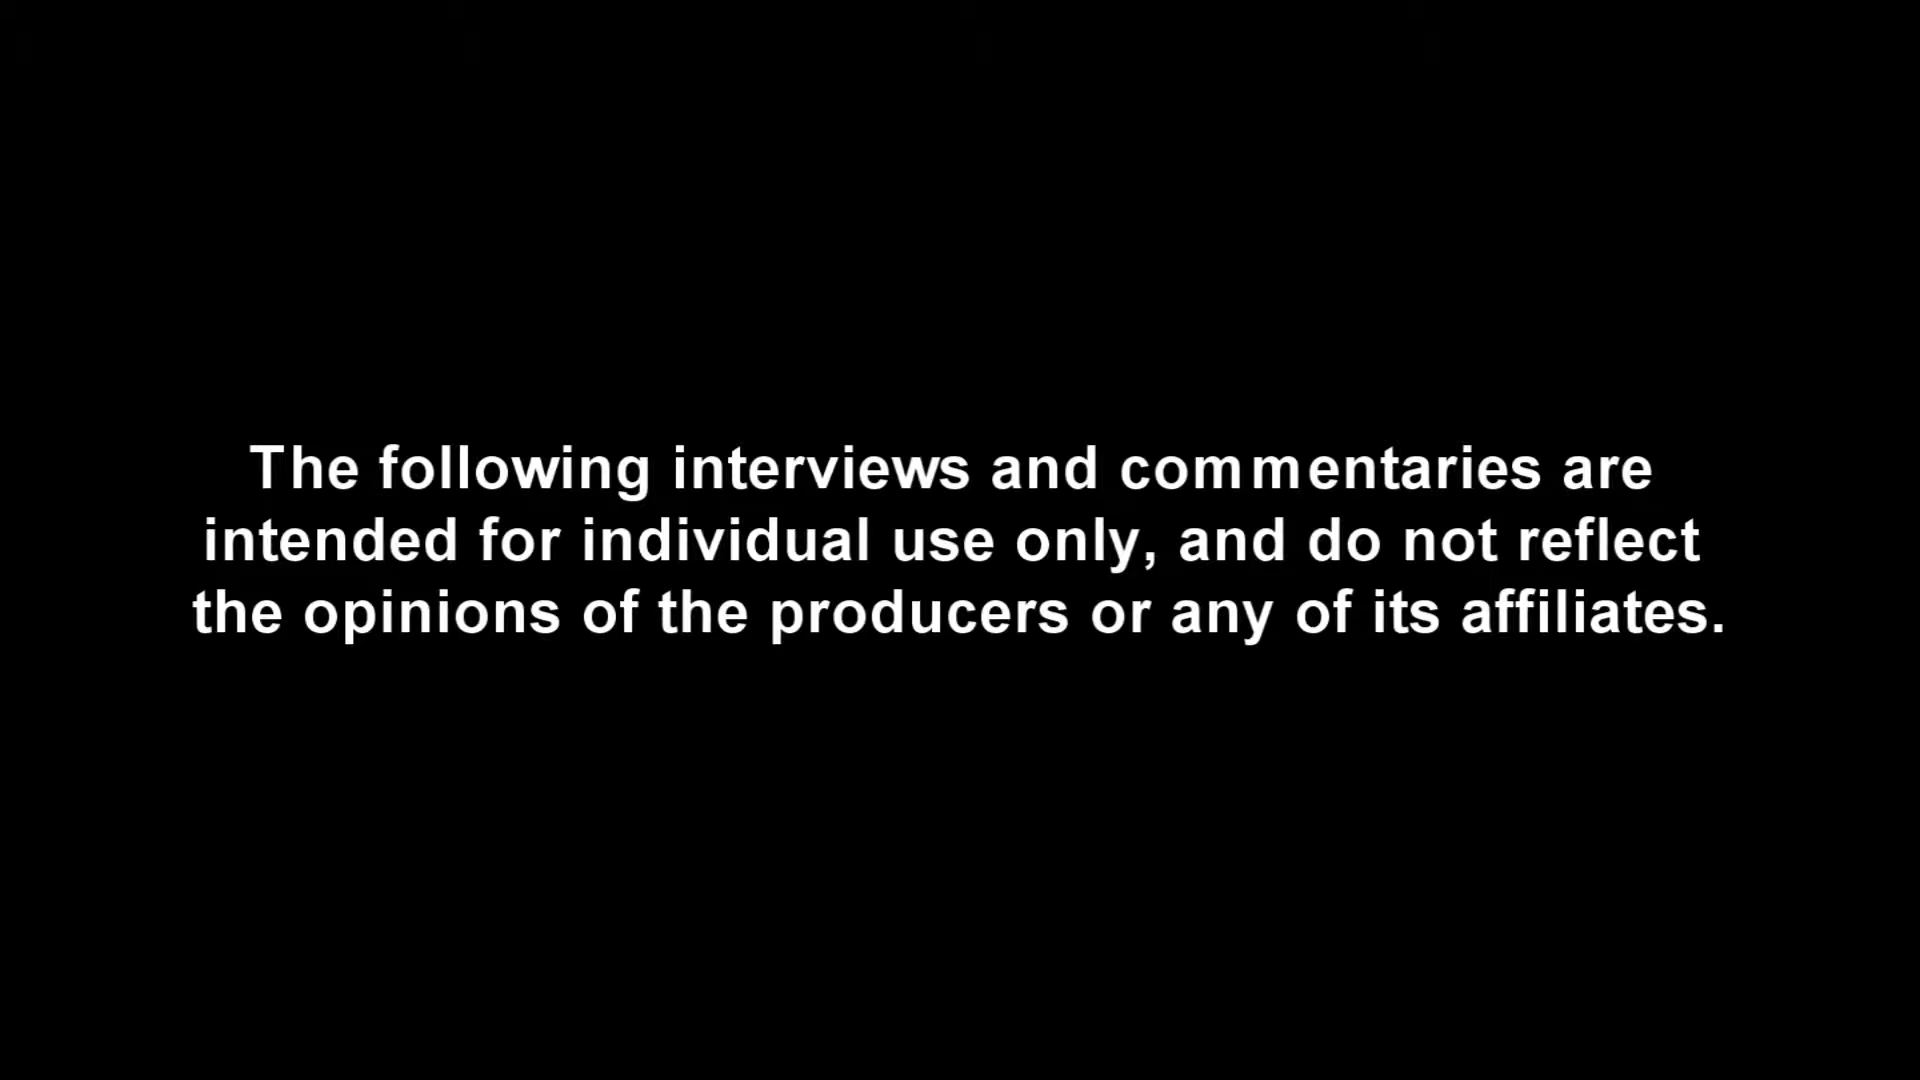 The following interviews and commentaries are
intended for individual use only, and do not reflect
the opinions of the producers or any of its affiliates.